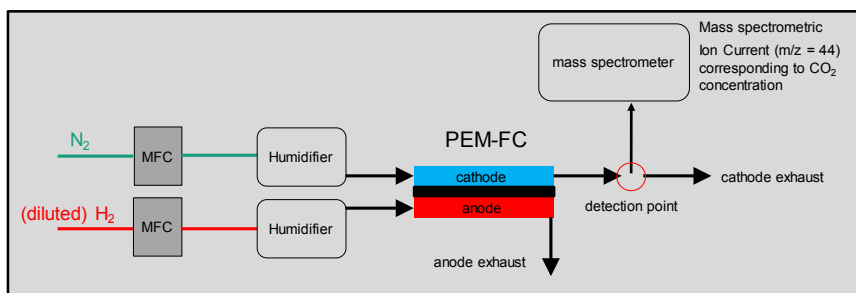 Mass spectrometric
Ion Current (m/z = 44)
corresponding to CO₂
concentration
mass spectrometer
N₂
MFC
Humidifier
PEM-FC
cathode
cathode exhaust
(diluted) H₂
MFC
Humidifier
anode
detection point
anode exhaust